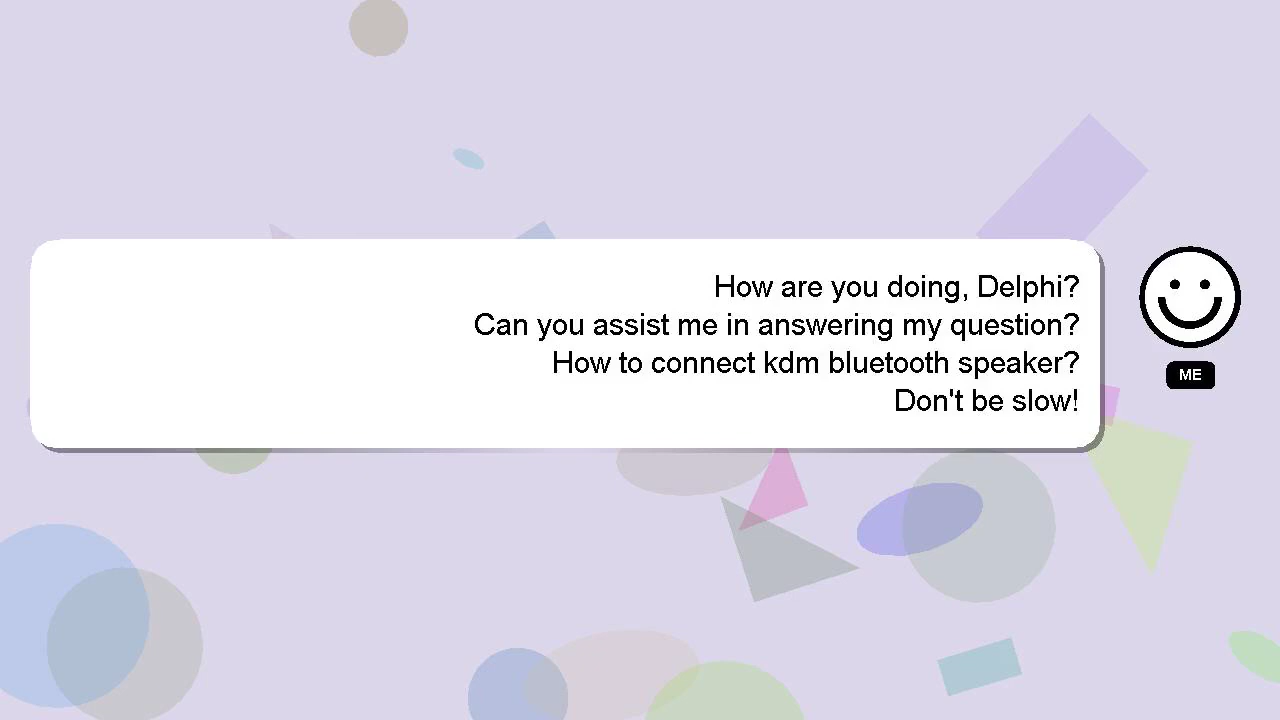 How are you doing, Delphi?
Can you assist me in answering my question?
How to connect kdm bluetooth speaker?
Don't be slow!
ME